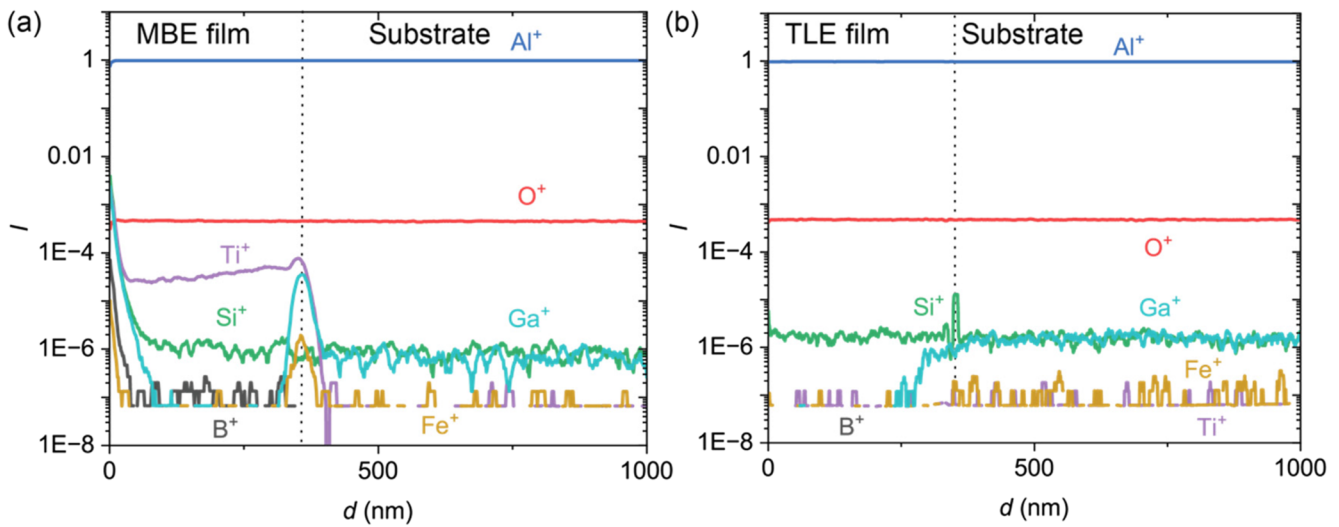 (a)
MBE film Substrate
Al⁺
1
0.01
O⁺
I
1E−4
Ti⁺
Si⁺
Ga⁺
1E−6
B⁺
Fe⁺
1E−8
0 500 1000
d (nm)
(b)
TLE film Substrate
Al⁺
1
0.01
I
1E−4
O⁺
Si⁺
Ga⁺
1E−6
Fe⁺
B⁺
Ti⁺
1E−8
0 500 1000
d (nm)